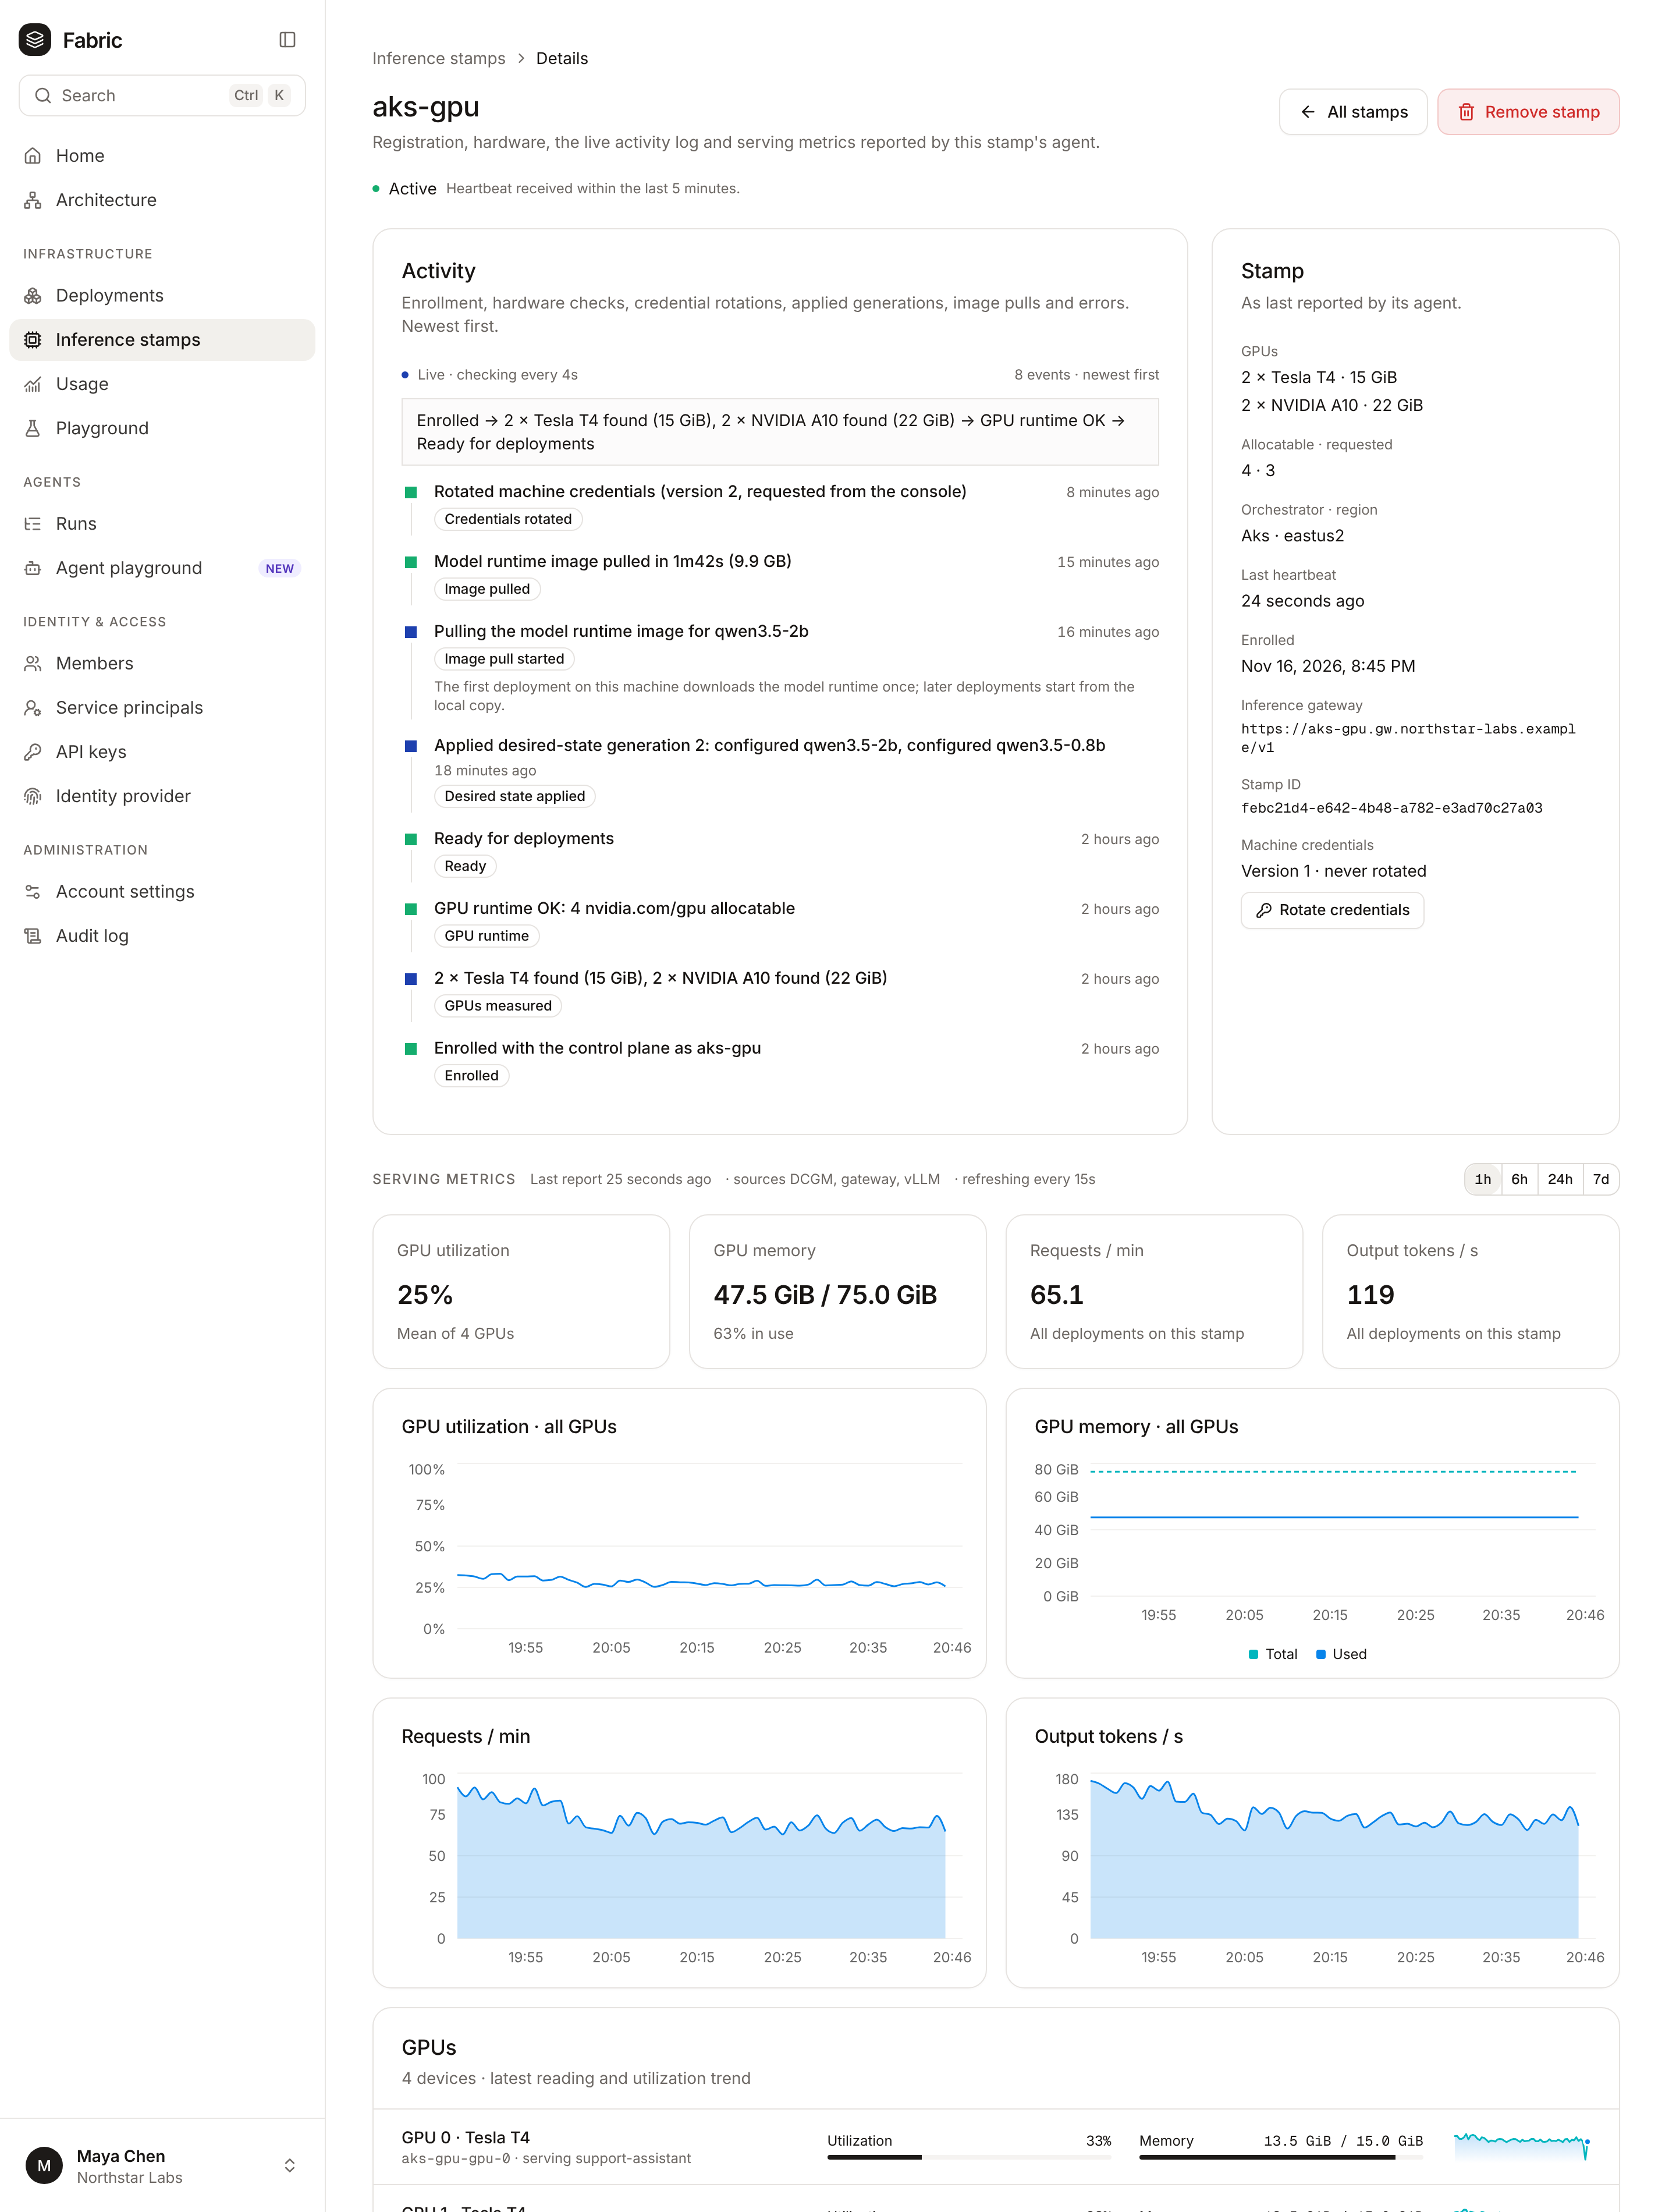 Fabric
Search
Ctrl
K
Home
Architecture
INFRASTRUCTURE
Deployments
Inference stamps
Usage
Playground
AGENTS
Runs
Agent playground
NEW
IDENTITY & ACCESS
Members
Service principals
API keys
Identity provider
ADMINISTRATION
Account settings
Audit log
M
Maya Chen
Northstar Labs
Inference stamps
Details
aks-gpu
Registration, hardware, the live activity log and serving metrics reported by this stamp's agent.
All stamps
Remove stamp
Active Heartbeat received within the last 5 minutes.
Activity
Enrollment, hardware checks, credential rotations, applied generations, image pulls and errors.
Newest first.
Live · checking every 4s
8 events · newest first
Enrolled → 2 × Tesla T4 found (15 GiB), 2 × NVIDIA A10 found (22 GiB) → GPU runtime OK →
Ready for deployments
Rotated machine credentials (version 2, requested from the console)
8 minutes ago
Credentials rotated
Model runtime image pulled in 1m42s (9.9 GB)
15 minutes ago
Image pulled
Pulling the model runtime image for qwen3.5-2b
16 minutes ago
Image pull started
The first deployment on this machine downloads the model runtime once; later deployments start from the
local copy.
Applied desired-state generation 2: configured qwen3.5-2b, configured qwen3.5-0.8b
18 minutes ago
Desired state applied
Ready for deployments
2 hours ago
Ready
GPU runtime OK: 4 nvidia.com/gpu allocatable
2 hours ago
GPU runtime
2 × Tesla T4 found (15 GiB), 2 × NVIDIA A10 found (22 GiB)
2 hours ago
GPUs measured
Enrolled with the control plane as aks-gpu
2 hours ago
Enrolled
Stamp
As last reported by its agent.
GPUs
2 × Tesla T4 · 15 GiB
2 × NVIDIA A10 · 22 GiB
Allocatable · requested
4 · 3
Orchestrator · region
Aks · eastus2
Last heartbeat
24 seconds ago
Enrolled
Nov 16, 2026, 8:45 PM
Inference gateway
https://aks-gpu.gw.northstar-labs.exampl
e/v1
Stamp ID
febc21d4-e642-4b48-a782-e3ad70c27a03
Machine credentials
Version 1 · never rotated
Rotate credentials
SERVING METRICS Last report 25 seconds ago · sources DCGM, gateway, vLLM · refreshing every 15s
1h
6h
24h
7d
GPU utilization
25%
Mean of 4 GPUs
GPU memory
47.5 GiB / 75.0 GiB
63% in use
Requests / min
65.1
All deployments on this stamp
Output tokens / s
119
All deployments on this stamp
GPU utilization · all GPUs
100%
75%
50%
25%
0%
19:55 20:05 20:15 20:25 20:35 20:46
GPU memory · all GPUs
80 GiB
60 GiB
40 GiB
20 GiB
0 GiB
19:55 20:05 20:15 20:25 20:35 20:46
Total
Used
Requests / min
100
75
50
25
0
19:55 20:05 20:15 20:25 20:35 20:46
Output tokens / s
180
135
90
45
0
19:55 20:05 20:15 20:25 20:35 20:46
GPUs
4 devices · latest reading and utilization trend
GPU 0 · Tesla T4
aks-gpu-gpu-0 · serving support-assistant
Utilization
33%
Memory
13.5 GiB / 15.0 GiB